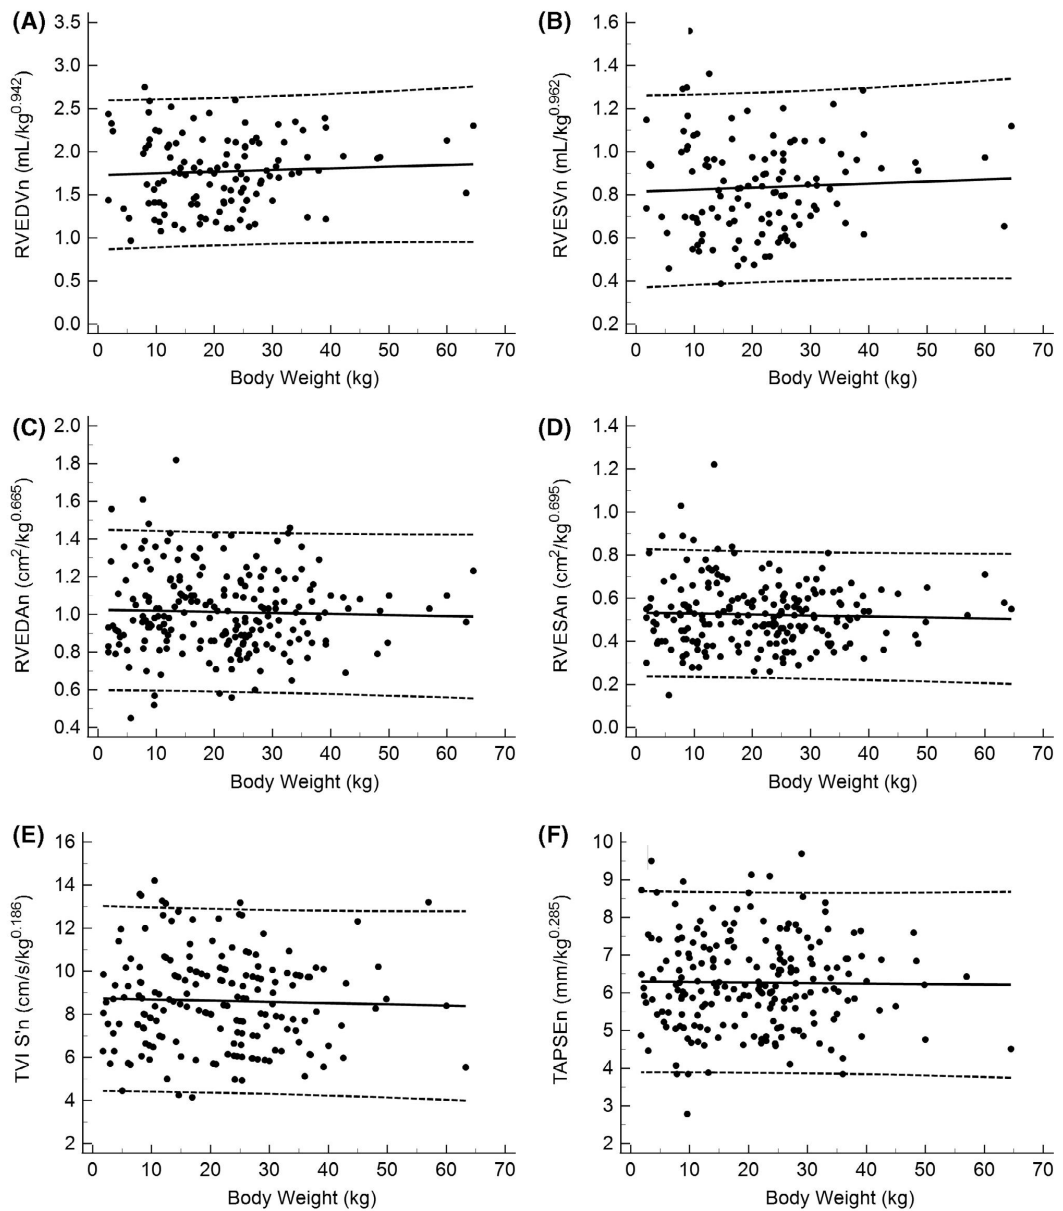 (A)
RVEDVn (mL/kg^0.942)
3.5
3.0
2.5
2.0
1.5
1.0
0.5
0.0
0 10 20 30 40 50 60 70
Body Weight (kg)
(B)
RVESVn (mL/kg^0.962)
1.6
1.4
1.2
1.0
0.8
0.6
0.4
0.2
0 10 20 30 40 50 60 70
Body Weight (kg)
(C)
RVEDAn (cm²/kg^0.665)
2.0
1.8
1.6
1.4
1.2
1.0
0.8
0.6
0.4
0 10 20 30 40 50 60 70
Body Weight (kg)
(D)
RVESAn (cm²/kg^0.695)
1.4
1.2
1.0
0.8
0.6
0.4
0.2
0.0
0 10 20 30 40 50 60 70
Body Weight (kg)
(E)
TVI S'n (cm/s/kg^0.186)
16
14
12
10
8
6
4
2
0 10 20 30 40 50 60 70
Body Weight (kg)
(F)
TAPSEn (mm/kg^0.285)
10
9
8
7
6
5
4
3
2
0 10 20 30 40 50 60 70
Body Weight (kg)